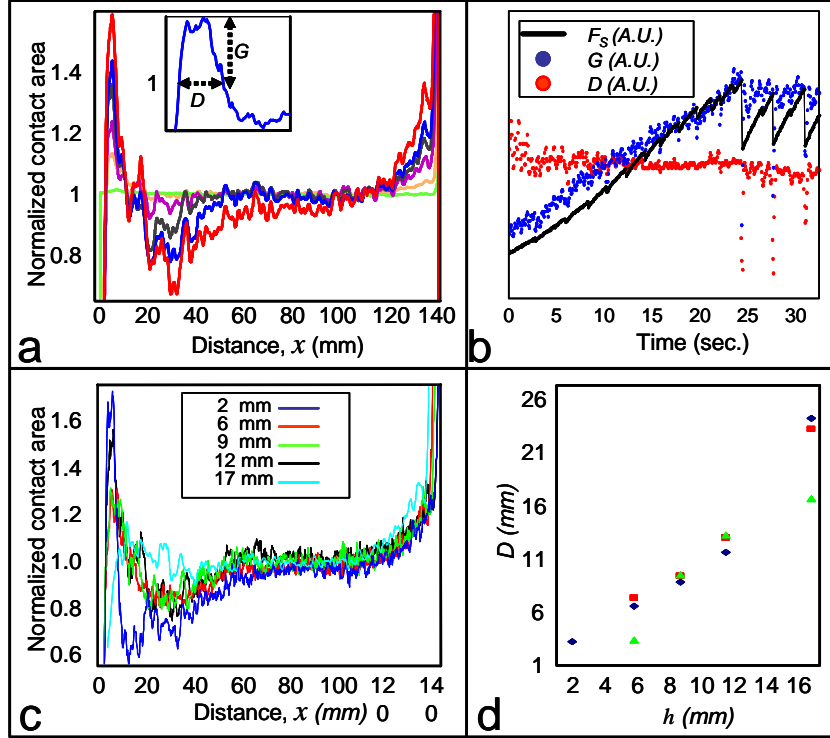 1.4
1.2
1
0.8
Normalized contact area
1
G
D
0 20 40 60 80 100 120 140
Distance, x (mm)
a
F_S (A.U.)
G (A.U.)
D (A.U.)
0 5 10 15 20 25 30
Time (sec.)
b
1.6
1.4
1.2
1.0
0.8
0.6
Normalized contact area
2 mm
6 mm
9 mm
12 mm
17 mm
0 20 40 60 80 100 12 14
Distance, x (mm) 0 0
c
26
21
16
11
6
1
D (mm)
2 4 6 8 10 12 14 16
h (mm)
d